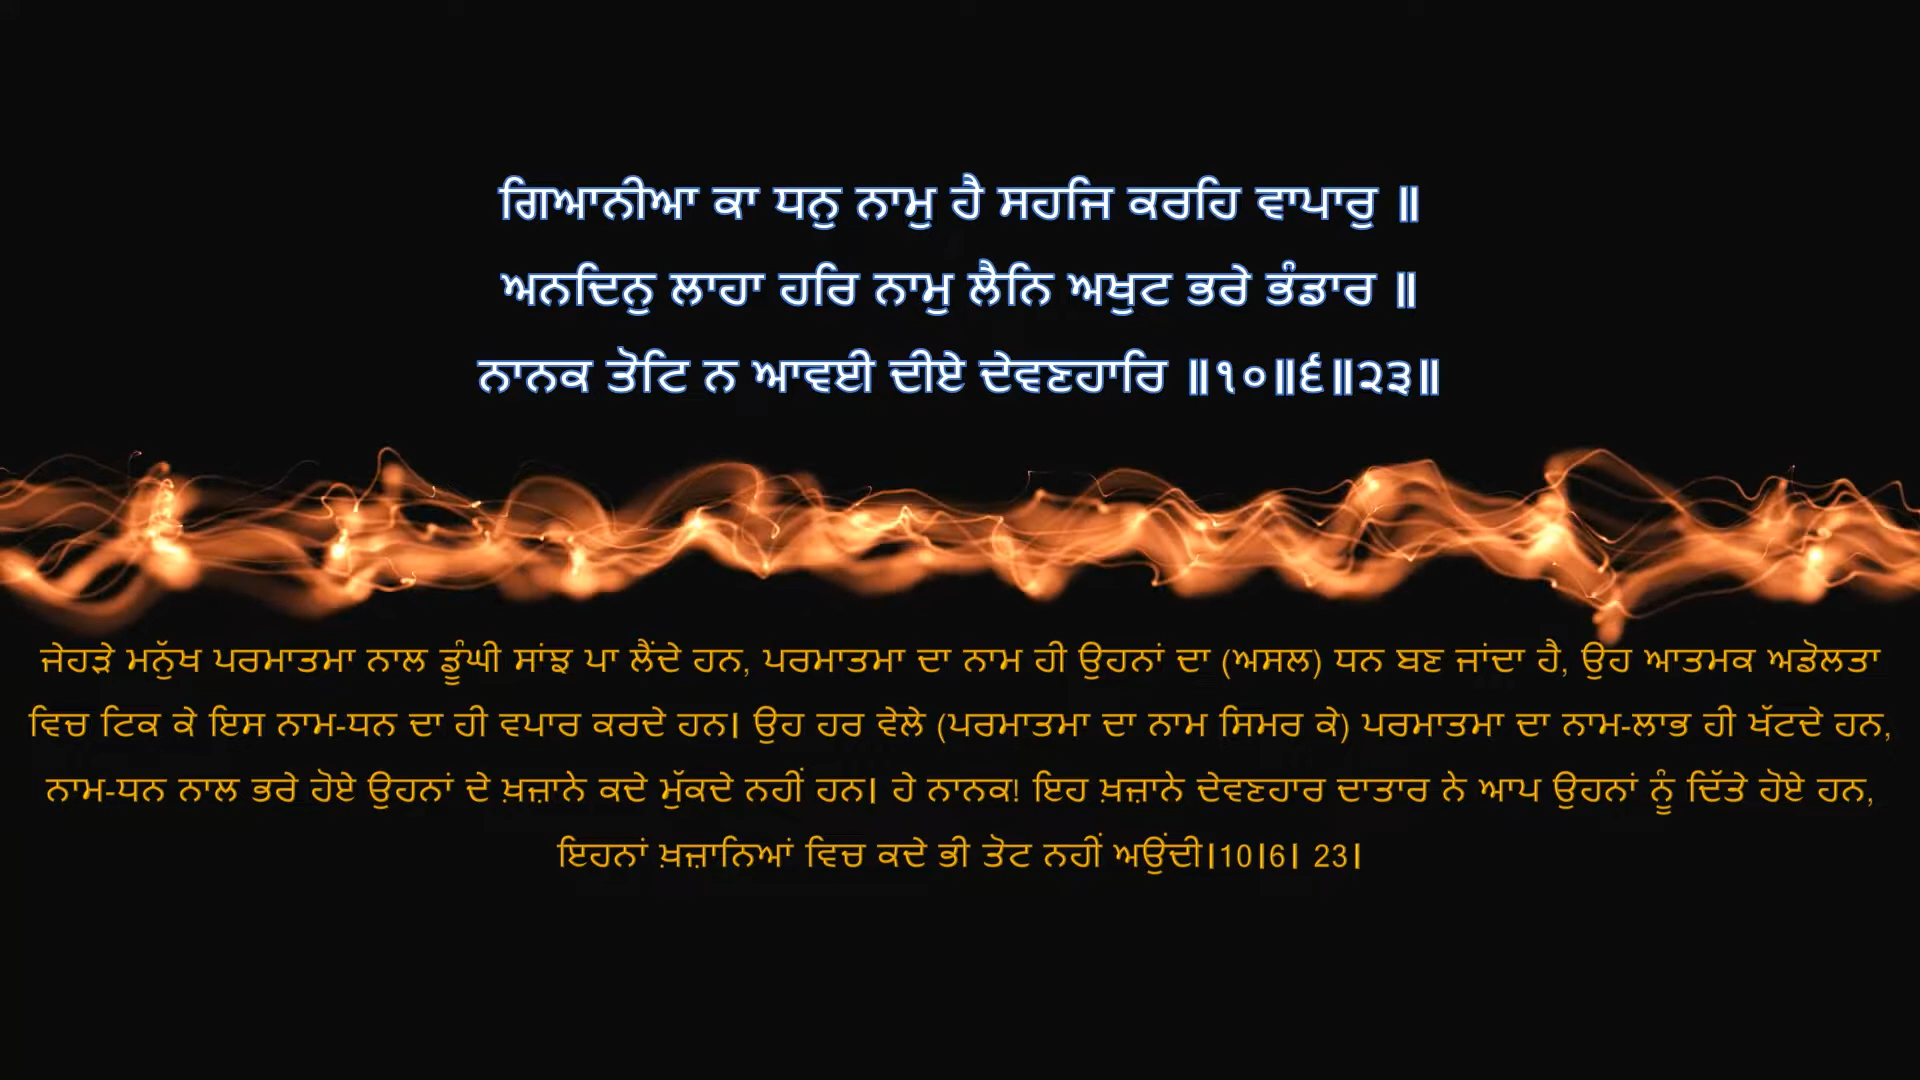 ਗਿਆਨੀਆ ਕਾ ਧਨੁ ਨਾਮੁ ਹੈ ਸਹਜਿ ਕਰਹਿ ਵਾਪਾਰੁ ॥
ਅਨਦਿਨੁ ਲਾਹਾ ਹਰਿ ਨਾਮੁ ਲੈਨਿ ਅਖੁਟ ਭਰੇ ਭੰਡਾਰ ॥
ਨਾਨਕ ਤੋਟਿ ਨ ਆਵਈ ਦੀਏ ਦੇਵਣਹਾਰਿ ॥੧੦॥੬॥੨੩॥
ਜੇਹੜੇ ਮਨੁੱਖ ਪਰਮਾਤਮਾ ਨਾਲ ਡੂੰਘੀ ਸਾਂਝ ਪਾ ਲੈਂਦੇ ਹਨ, ਪਰਮਾਤਮਾ ਦਾ ਨਾਮ ਹੀ ਉਹਨਾਂ ਦਾ (ਅਸਲ) ਧਨ ਬਣ ਜਾਂਦਾ ਹੈ, ਉਹ ਆਤਮਕ ਅਡੋਲਤਾ
ਵਿਚ ਟਿਕ ਕੇ ਇਸ ਨਾਮ-ਧਨ ਦਾ ਹੀ ਵਪਾਰ ਕਰਦੇ ਹਨ। ਉਹ ਹਰ ਵੇਲੇ (ਪਰਮਾਤਮਾ ਦਾ ਨਾਮ ਸਿਮਰ ਕੇ) ਪਰਮਾਤਮਾ ਦਾ ਨਾਮ-ਲਾਭ ਹੀ ਖੱਟਦੇ ਹਨ,
ਨਾਮ-ਧਨ ਨਾਲ ਭਰੇ ਹੋਏ ਉਹਨਾਂ ਦੇ ਖ਼ਜ਼ਾਨੇ ਕਦੇ ਮੁੱਕਦੇ ਨਹੀਂ ਹਨ। ਹੇ ਨਾਨਕ! ਇਹ ਖ਼ਜ਼ਾਨੇ ਦੇਵਣਹਾਰ ਦਾਤਾਰ ਨੇ ਆਪ ਉਹਨਾਂ ਨੂੰ ਦਿੱਤੇ ਹੋਏ ਹਨ,
ਇਹਨਾਂ ਖ਼ਜ਼ਾਨਿਆਂ ਵਿਚ ਕਦੇ ਭੀ ਤੋਟ ਨਹੀਂ ਅਉਂਦੀ।10।6। 23।